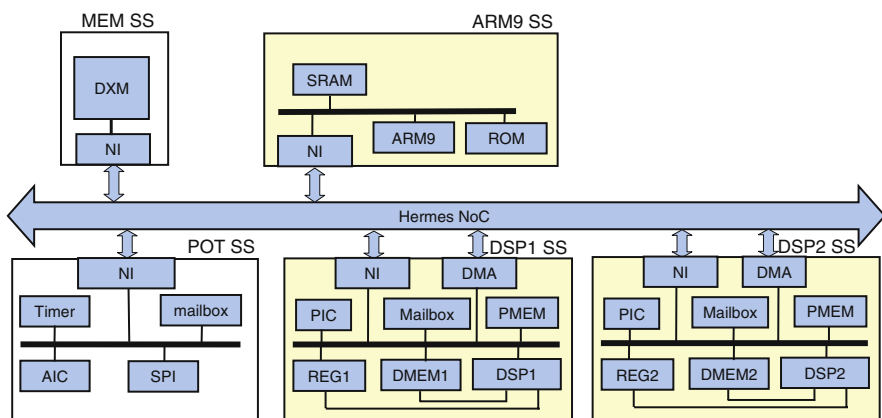 MEM SS
ARM9 SS
DXM
SRAM
NI
ARM9
ROM
NI
Hermes NoC
POT SS
DSP1 SS
DSP2 SS
NI
NI
DMA
NI
DMA
Timer
mailbox
PIC
Mailbox
PMEM
PIC
Mailbox
PMEM
AIC
SPI
REG1
DMEM1
DSP1
REG2
DMEM2
DSP2